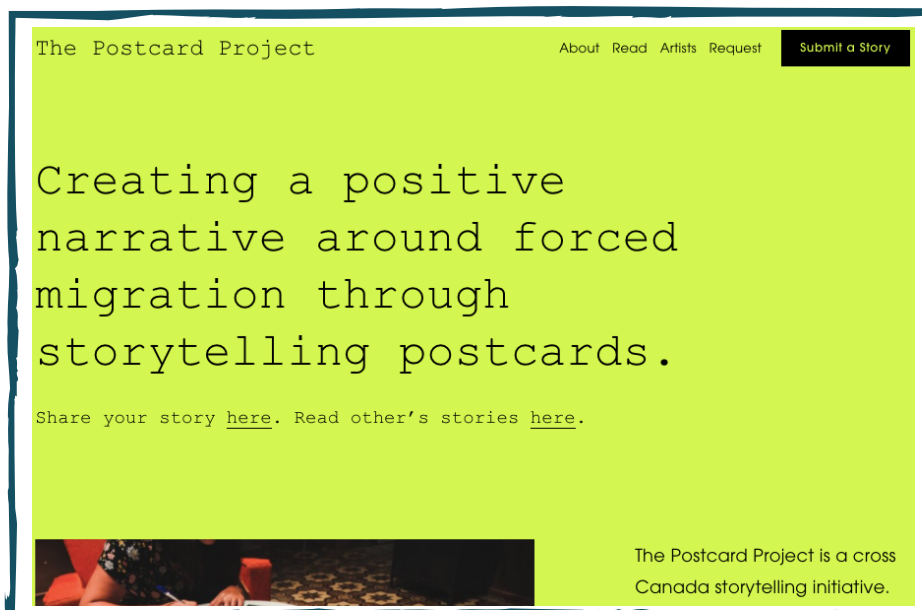 The Postcard Project
About Read Artists Request Submit a Story
Creating a positive
narrative around forced
migration through
storytelling postcards.
Share your story here. Read other’s stories here.
The Postcard Project is a cross
Canada storytelling initiative.